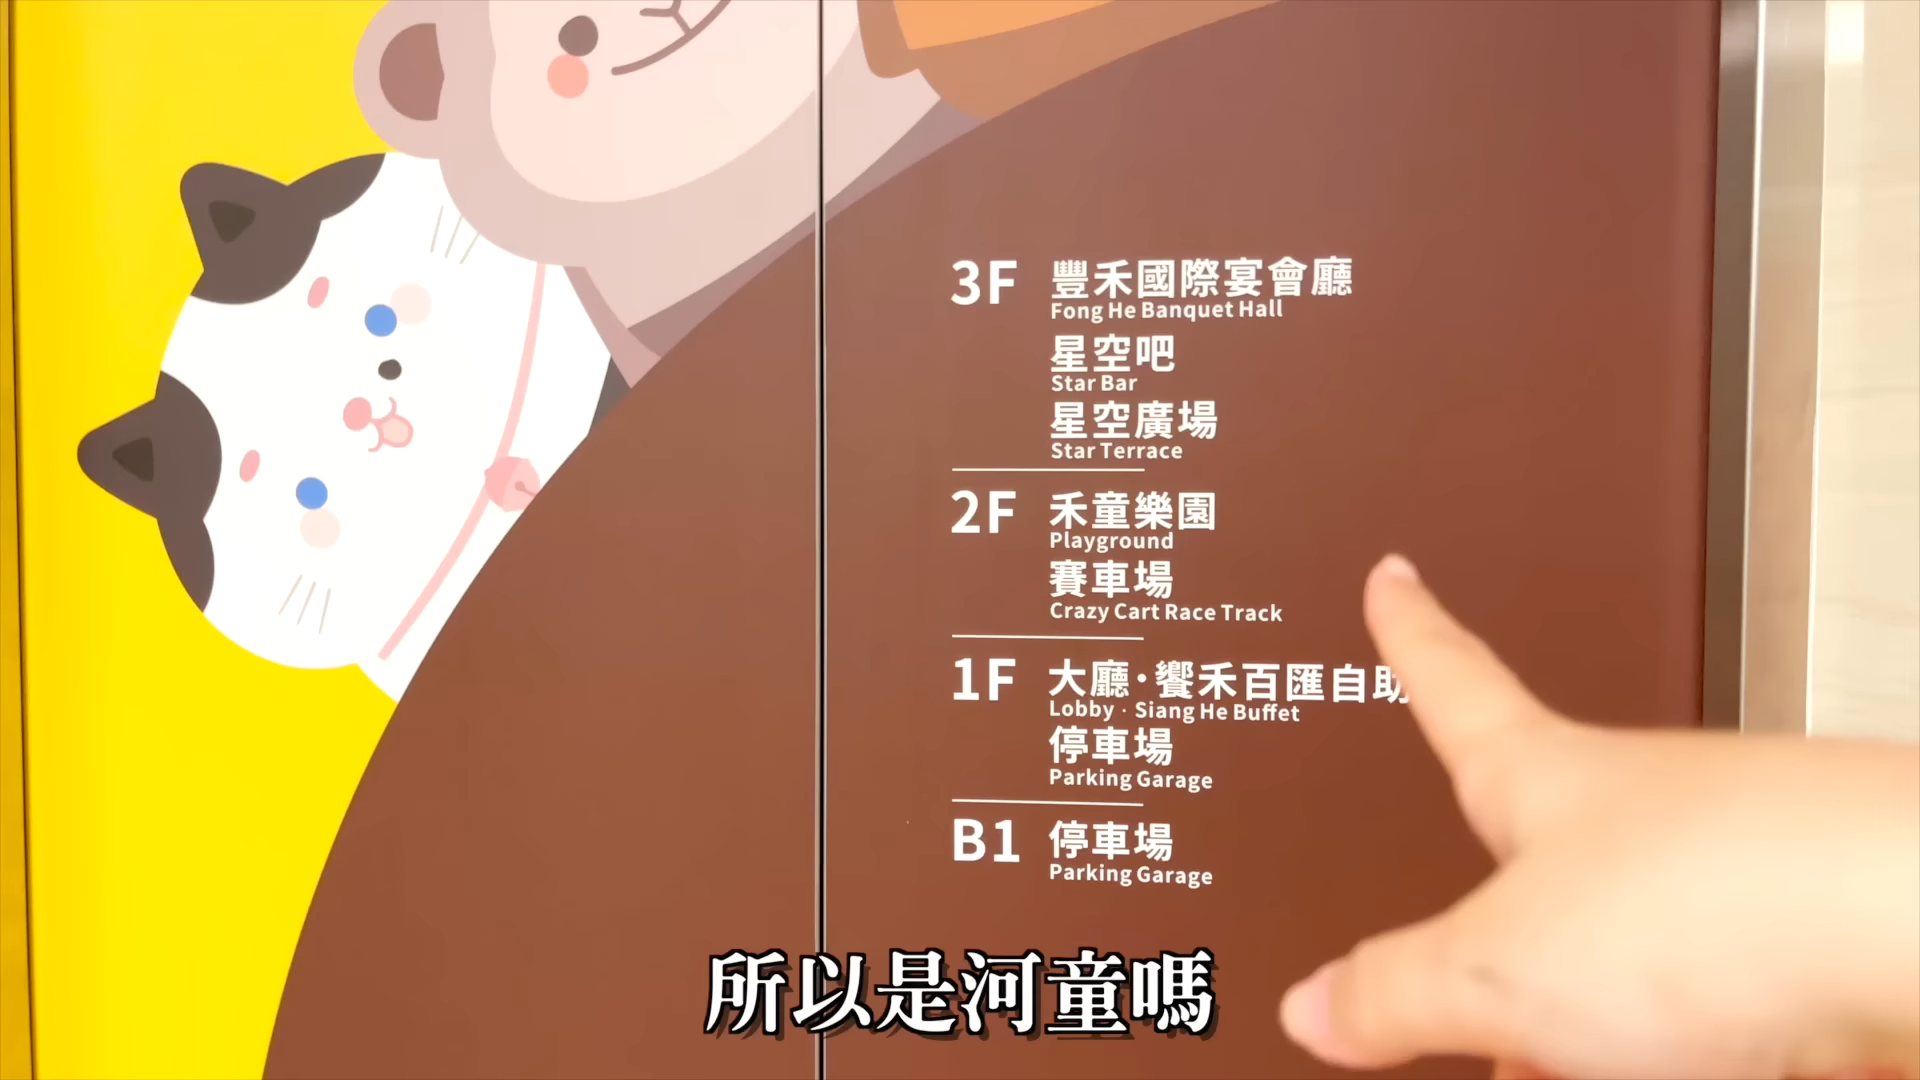 3F 豐禾國際宴會廳
Fong He Banquet Hall
星空吧
Star Bar
星空廣場
Star Terrace
2F 禾童樂園
Playground
賽車場
Crazy Cart Race Track
1F 大廳·饗禾百匯自助
Lobby · Siang He Buffet
停車場
Parking Garage
B1 停車場
Parking Garage
所以是河童嗎